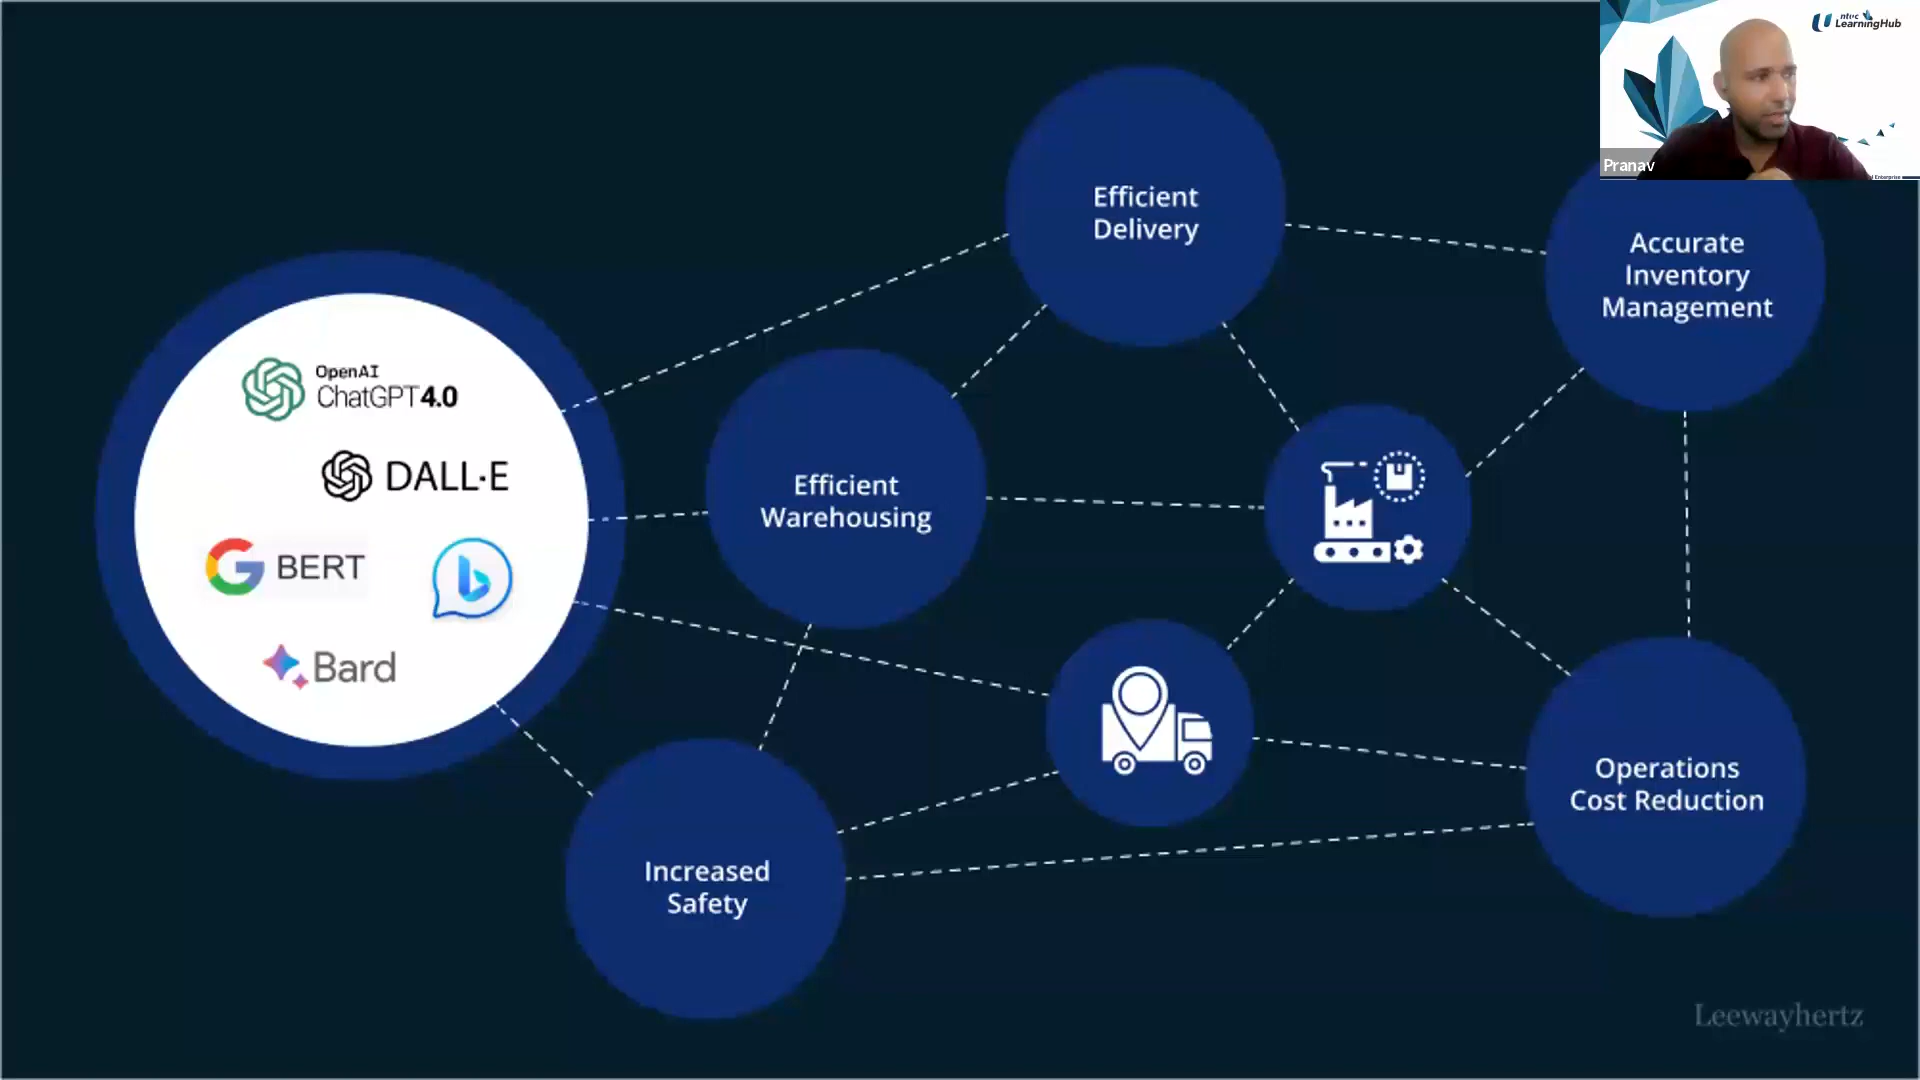 ntuc
LearningHub
Pranav
Efficient
Delivery
Accurate
Inventory
Management
OpenAI
ChatGPT4.0
DALL·E
BERT
Bard
Efficient
Warehousing
Operations
Cost Reduction
Increased
Safety
Leewayhertz